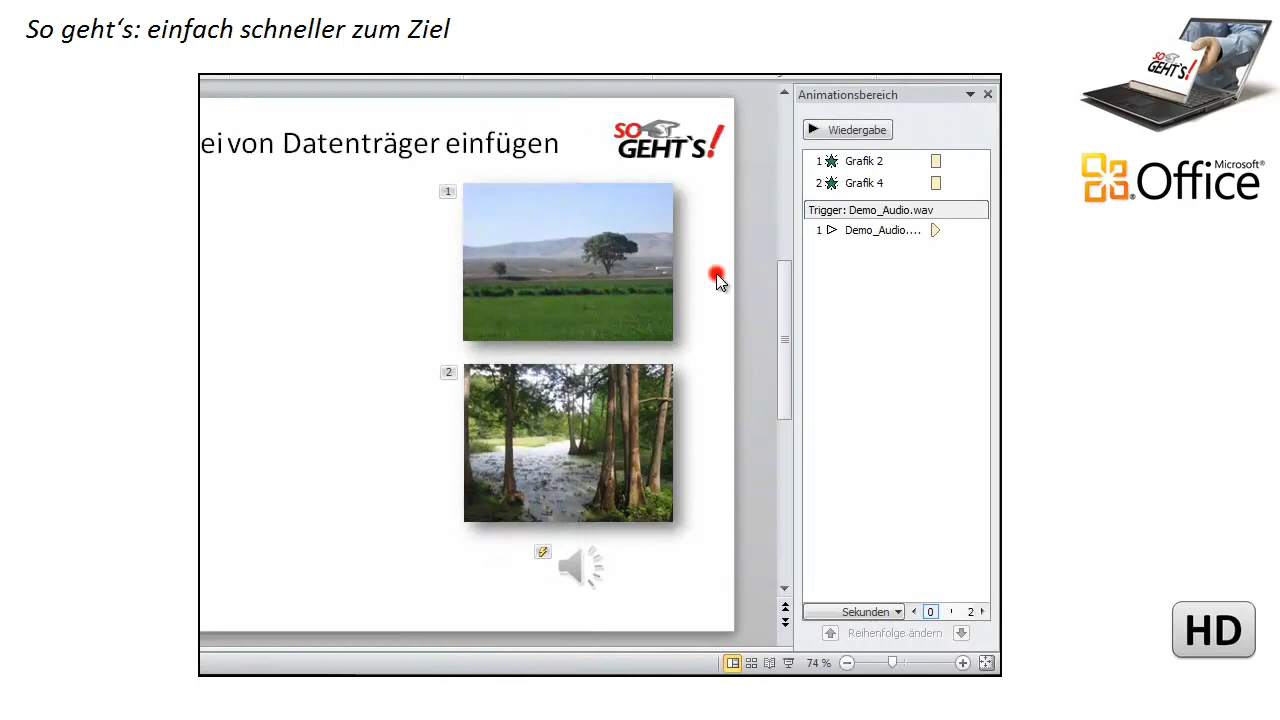 So geht's: einfach schneller zum Ziel
SO GEHT`S!
Microsoft®
Office
Animationsbereich
Wiedergabe
ei von Datenträger einfügen
SO GEHT`S!
1 Grafik 2
2 Grafik 4
Trigger: Demo_Audio.wav
1 Demo_Audio....
1
2
Sekunden 0 2
Reihenfolge ändern
74 %
HD